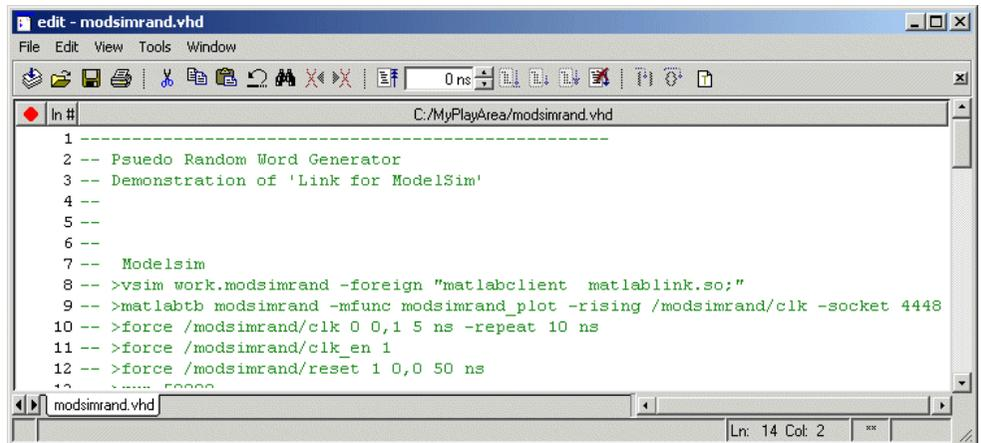 edit - modsimrand.vhd
File Edit View Tools Window
0 ns
ln # C:/MyPlayArea/modsimrand.vhd
1 ----------------------------------------------------
2 -- Psuedo Random Word Generator
3 -- Demonstration of 'Link for ModelSim'
4 --
5 --
6 --
7 --  Modelsim
8 -- >vsim work.modsimrand -foreign "matlabclient  matlablink.so;"
9 -- >matlabtb modsimrand -mfunc modsimrand_plot -rising /modsimrand/clk -socket 4448
10 -- >force /modsimrand/clk 0 0,1 5 ns -repeat 10 ns
11 -- >force /modsimrand/clk_en 1
12 -- >force /modsimrand/reset 1 0,0 50 ns
modsimrand.vhd
Ln: 14 Col: 2